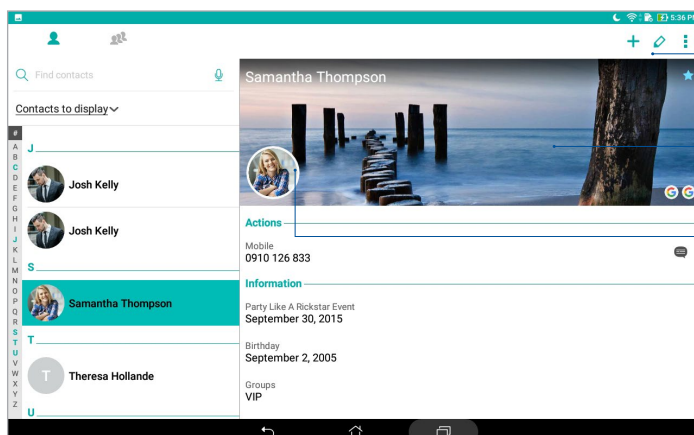 5:36 PM
Find contacts
Contacts to display
#
A
B
C
D
E
F
G
H
I
J
K
L
M
N
O
P
Q
R
S
T
U
V
W
X
Y
Z
J
Josh Kelly
Josh Kelly
S
Samantha Thompson
T
T
Theresa Hollande
U
Samantha Thompson
G G
Actions
Mobile
0910 126 833
Information
Party Like A Rickstar Event
September 30, 2015
Birthday
September 2, 2005
Groups
VIP